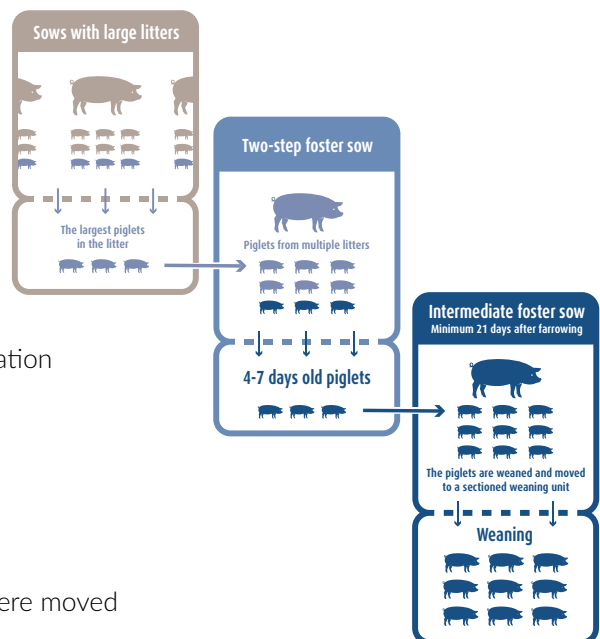 Sows with large litters
The largest piglets
in the litter
Two-step foster sow
Piglets from multiple litters
4-7 days old piglets
Intermediate foster sow
Minimum 21 days after farrowing
The piglets are weaned and moved
to a sectioned weaning unit
Weaning
ation
ere moved